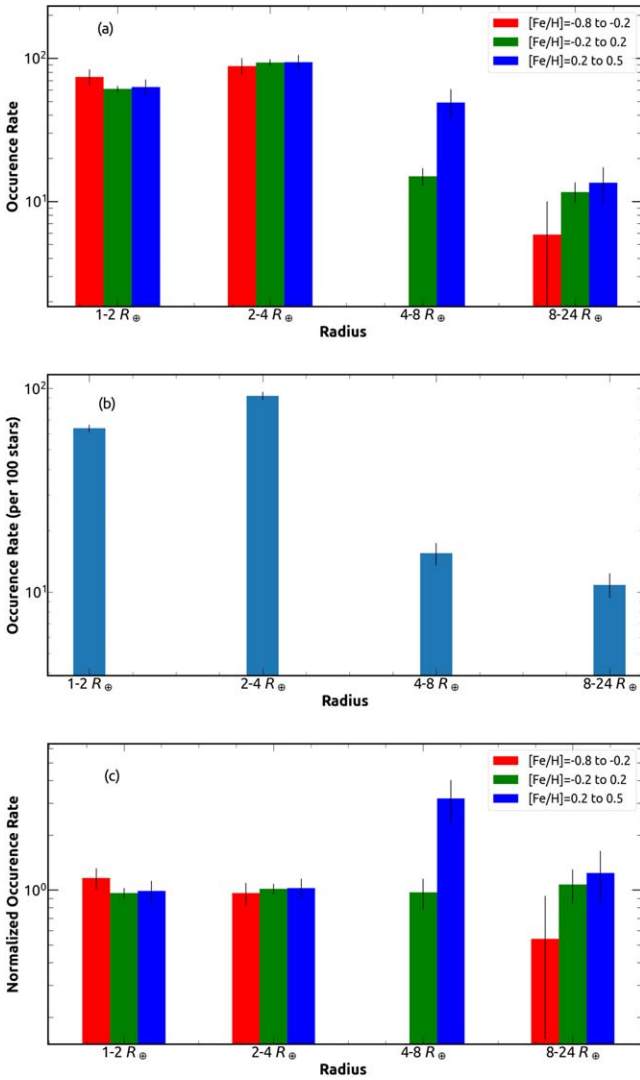 (a)
[Fe/H]=-0.8 to -0.2
[Fe/H]=-0.2 to 0.2
[Fe/H]=0.2 to 0.5
10²
10¹
Occurence Rate
1-2 R⊕ 2-4 R⊕ 4-8 R⊕ 8-24 R⊕
Radius
(b)
10²
10¹
Occurence Rate (per 100 stars)
1-2 R⊕ 2-4 R⊕ 4-8 R⊕ 8-24 R⊕
Radius
(c)
[Fe/H]=-0.8 to -0.2
[Fe/H]=-0.2 to 0.2
[Fe/H]=0.2 to 0.5
10⁰
Normalized Occurence Rate
1-2 R⊕ 2-4 R⊕ 4-8 R⊕ 8-24 R⊕
Radius